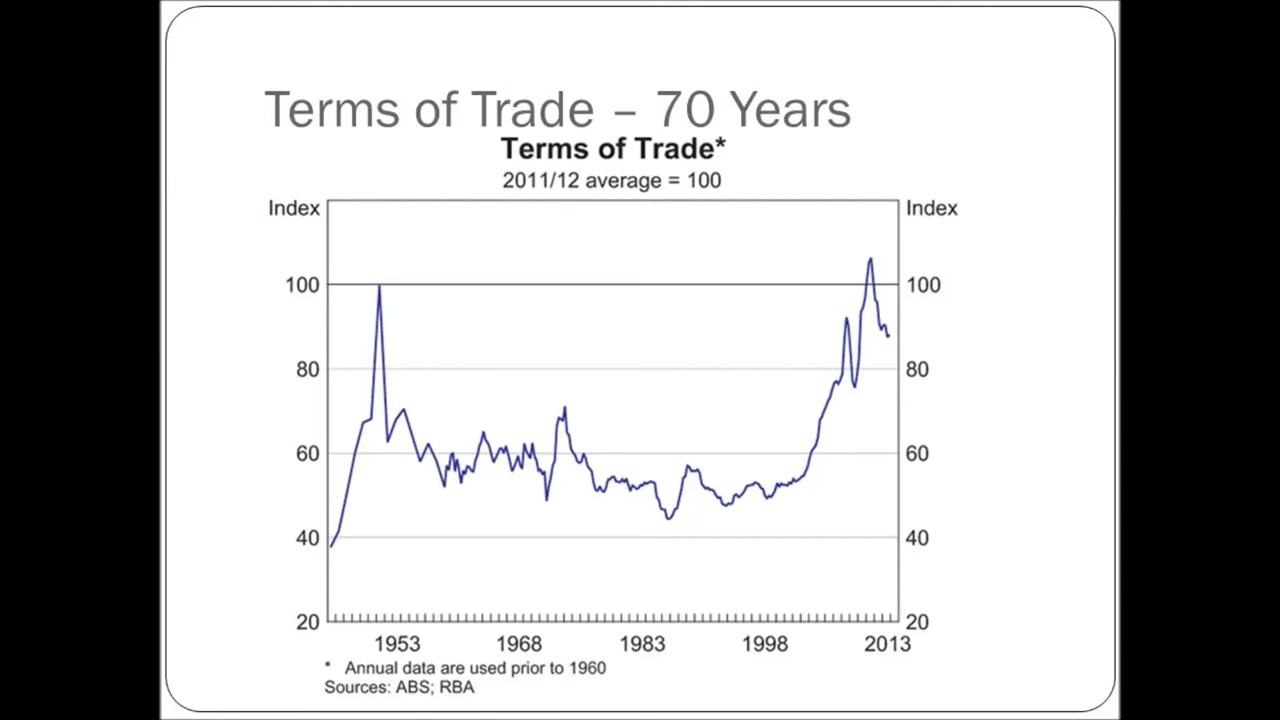 Terms of Trade – 70 Years
Terms of Trade*
2011/12 average = 100
Index Index
100 100
80 80
60 60
40 40
20 20
1953 1968 1983 1998 2013
* Annual data are used prior to 1960
Sources: ABS; RBA